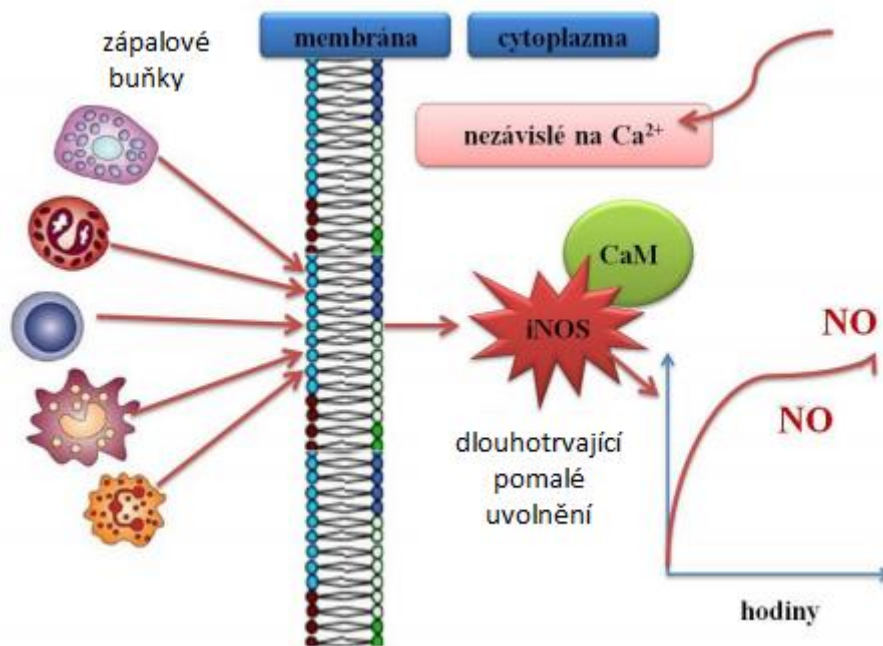 zápalové
buňky
membrána
cytoplazma
nezávislé na Ca²⁺
CaM
iNOS
NO
NO
dlouhotrvající
pomalé
uvolnění
hodiny